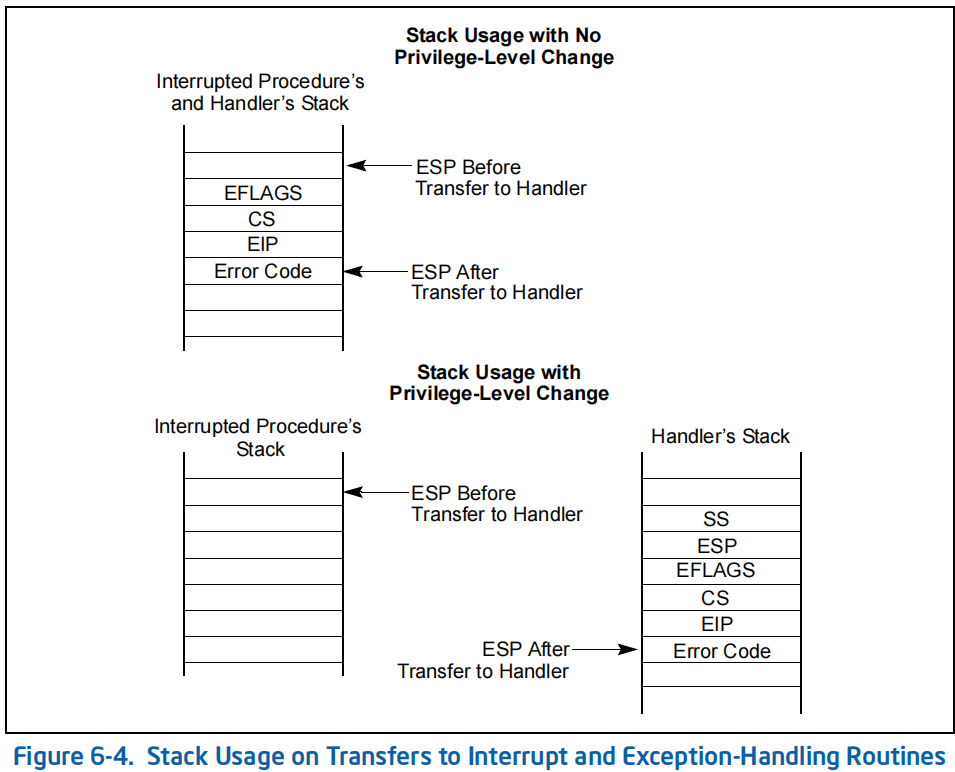 Stack Usage with No
Privilege-Level Change
Interrupted Procedure's
and Handler's Stack
ESP Before
Transfer to Handler
EFLAGS
CS
EIP
Error Code
ESP After
Transfer to Handler
Stack Usage with
Privilege-Level Change
Interrupted Procedure's
Stack
Handler's Stack
ESP Before
Transfer to Handler
SS
ESP
EFLAGS
CS
EIP
Error Code
ESP After
Transfer to Handler
Figure 6-4. Stack Usage on Transfers to Interrupt and Exception-Handling Routines